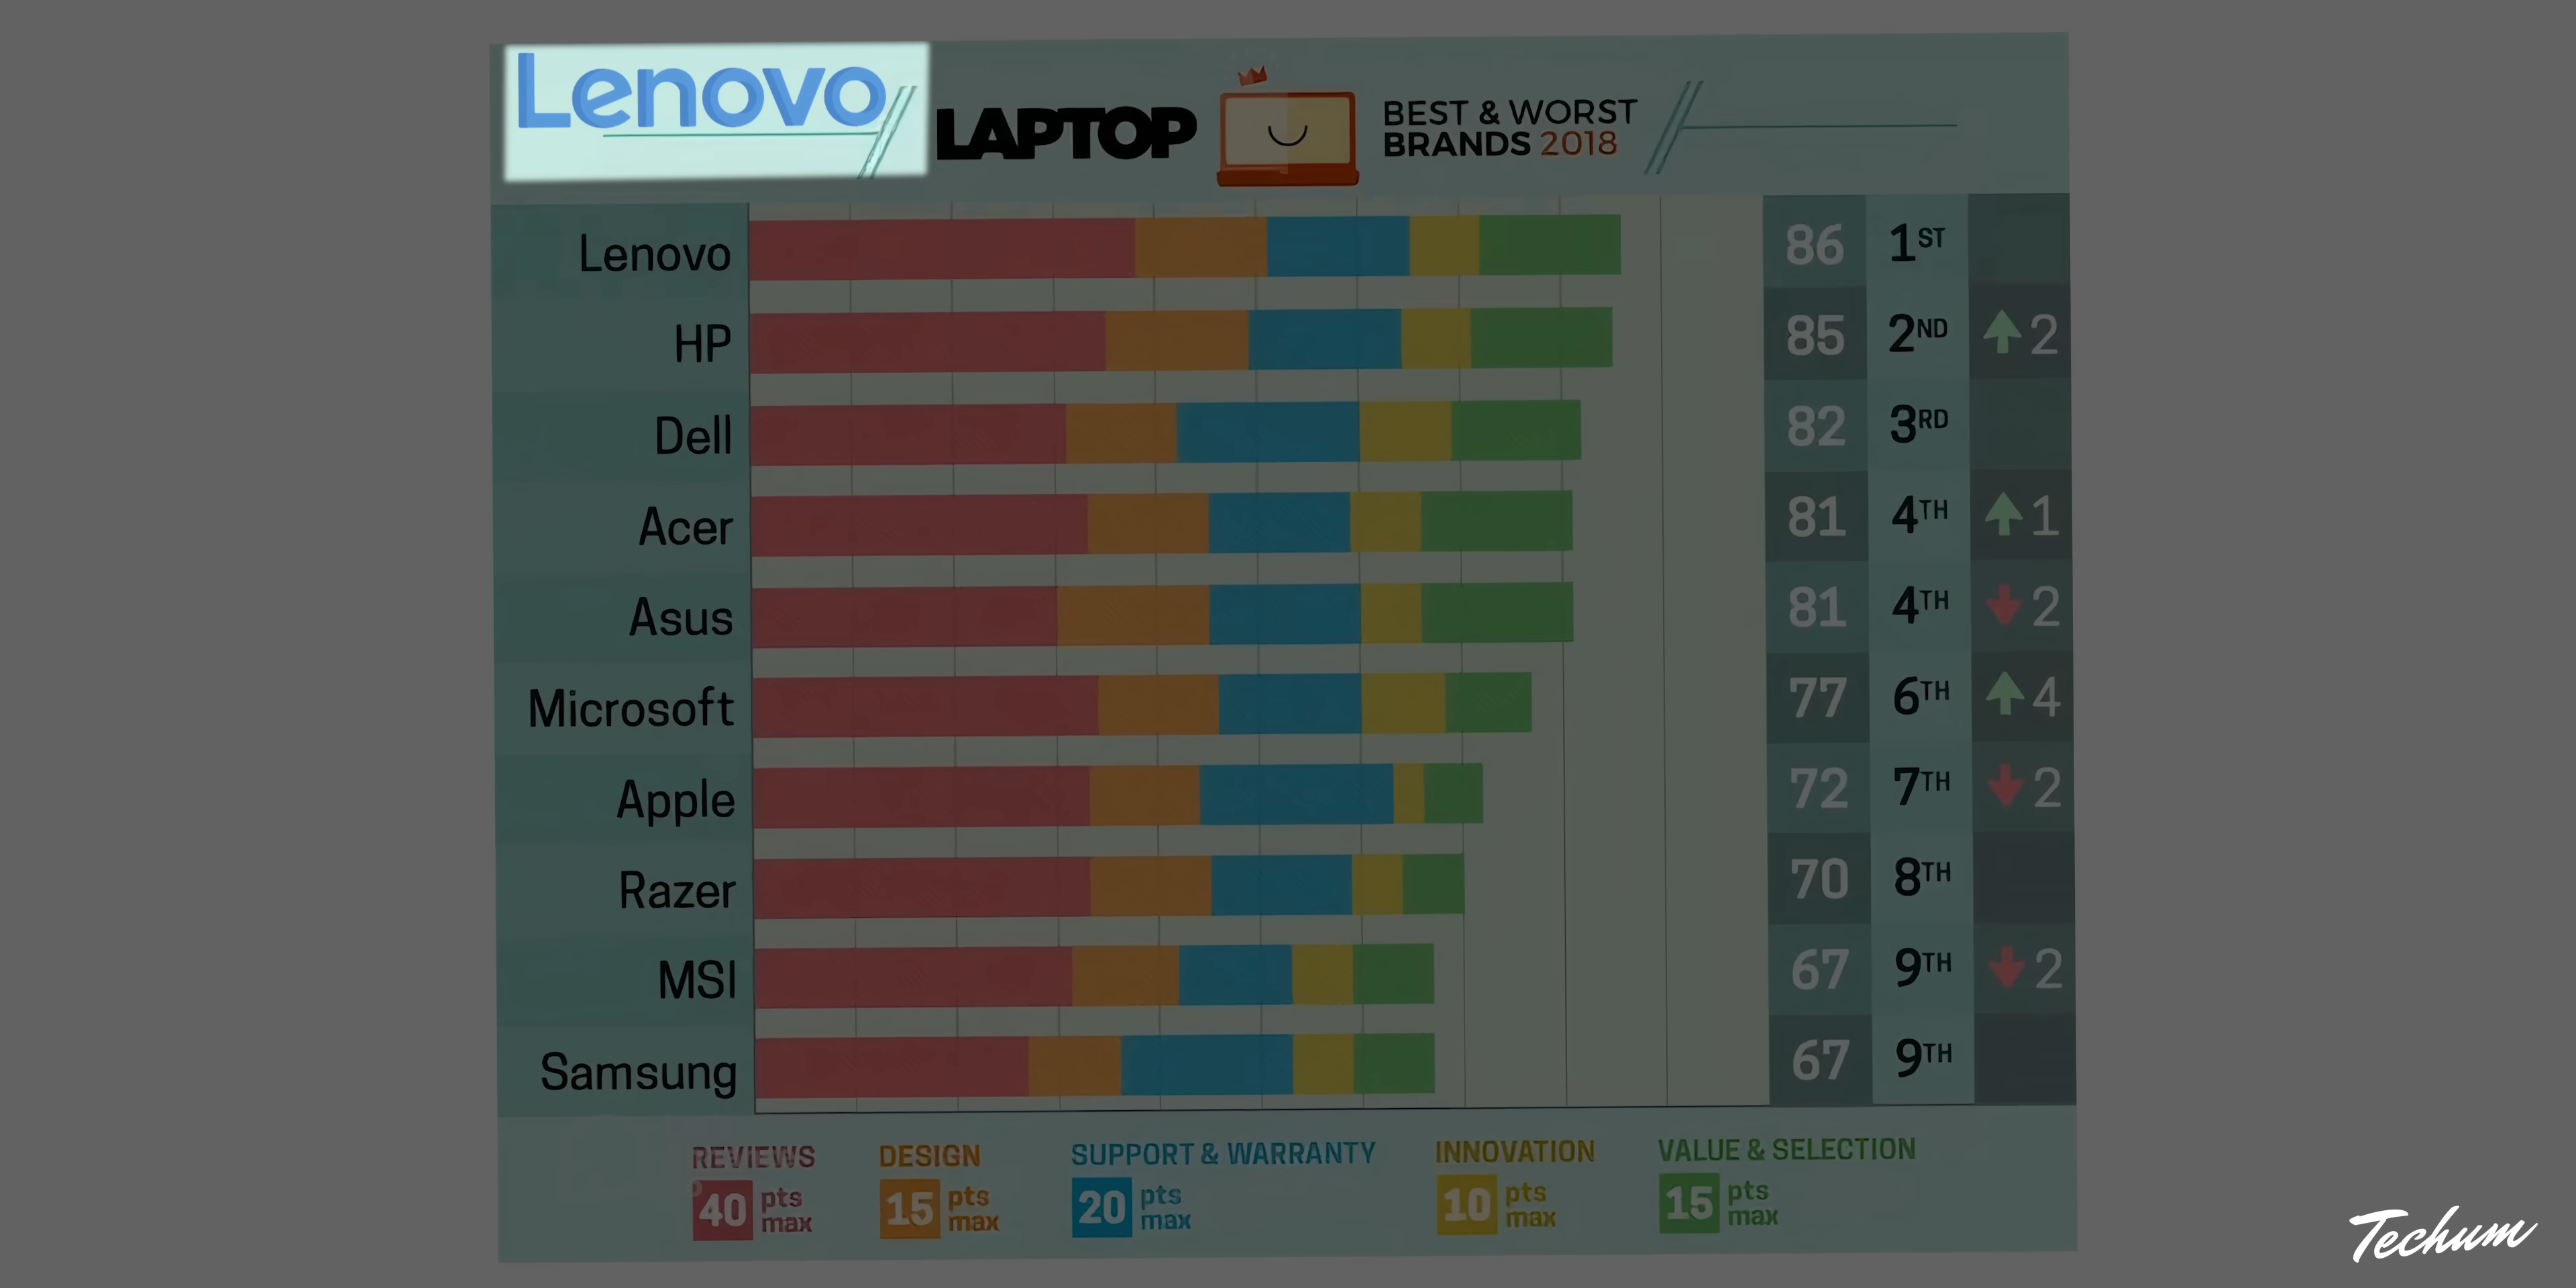 Lenovo
LAPTOP
BEST & WORST
BRANDS 2018
Lenovo 86 1ST
HP 85 2ND 2
Dell 82 3RD
Acer 81 4TH 1
Asus 81 4TH 2
Microsoft 77 6TH 4
Apple 72 7TH 2
Razer 70 8TH
MSI 67 9TH 2
Samsung 67 9TH
REVIEWS
40 pts max
DESIGN
15 pts max
SUPPORT & WARRANTY
20 pts max
INNOVATION
10 pts max
VALUE & SELECTION
15 pts max
Techum